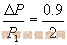 ΔP/P₁ = 0.9/2